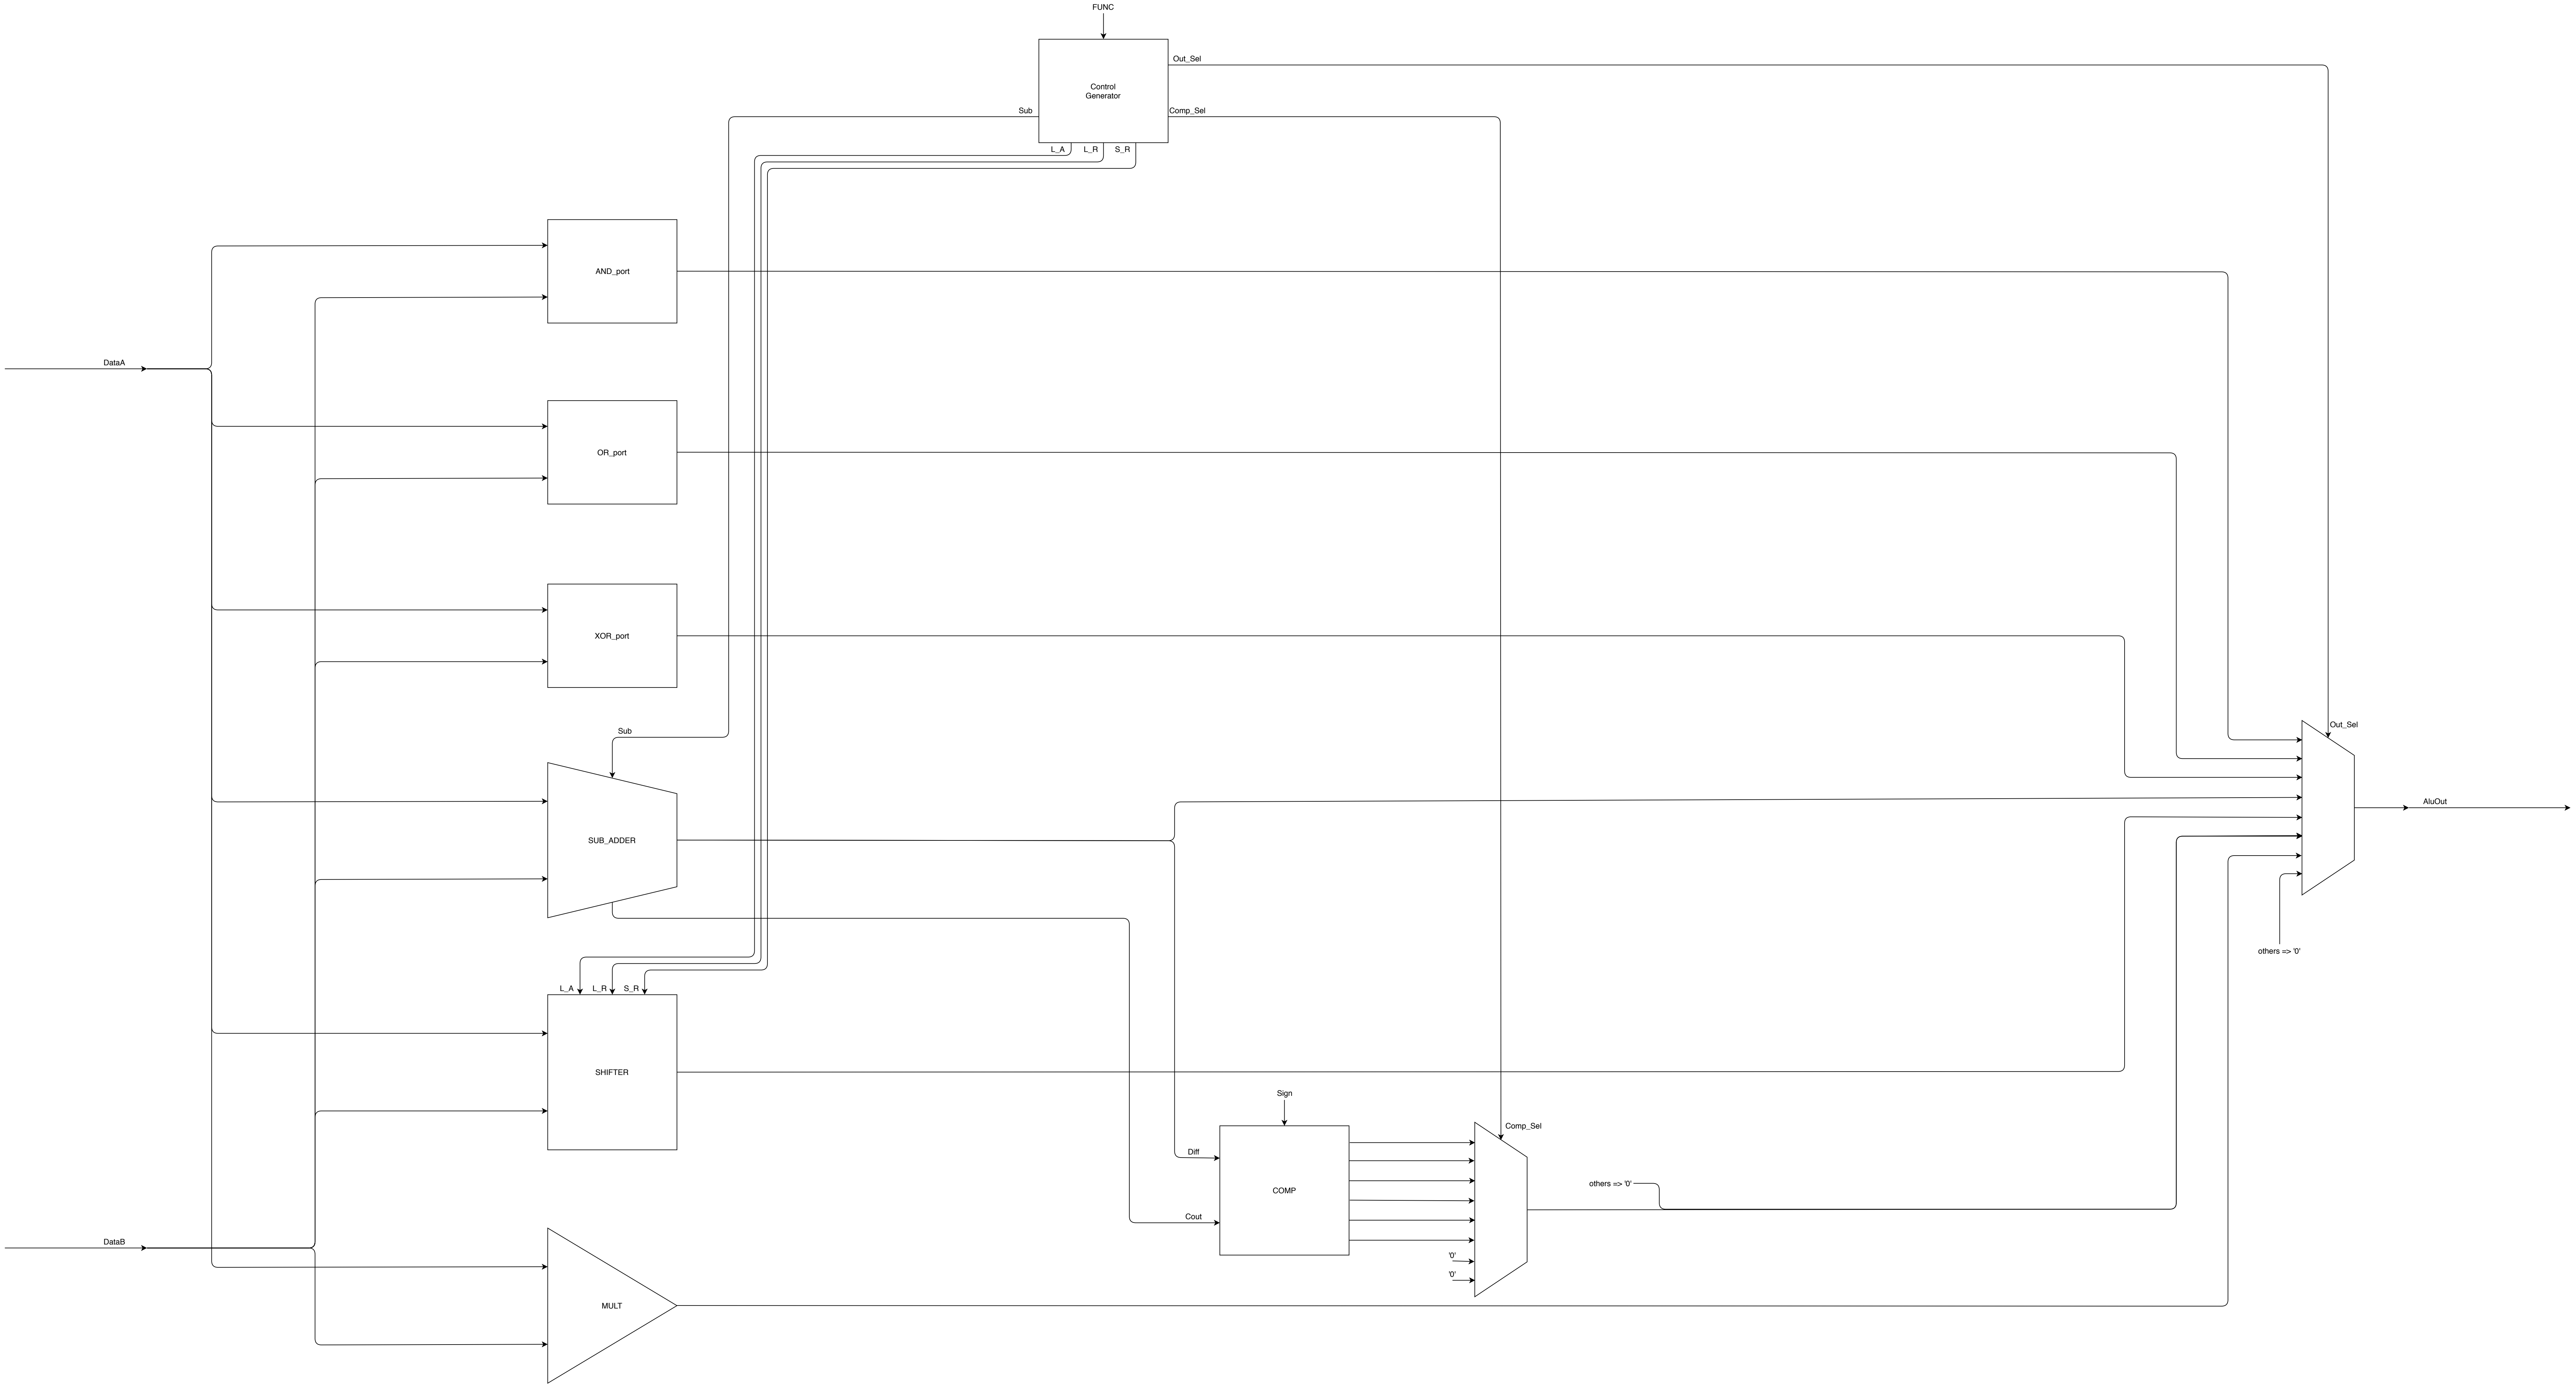 FUNC
Out_Sel
Control
Generator
Sub
Comp_Sel
L_A
L_R
S_R
AND_port
DataA
OR_port
XOR_port
Sub
Out_Sel
AluOut
SUB_ADDER
others => '0'
L_A
L_R
S_R
SHIFTER
Sign
Comp_Sel
Diff
others => '0'
COMP
Cout
DataB
'0'
'0'
MULT